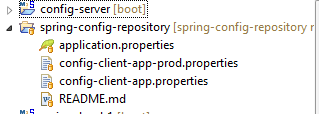 config-server [boot]
spring-config-repository [spring-config-repository
application.properties
config-client-app-prod.properties
config-client-app.properties
README.md